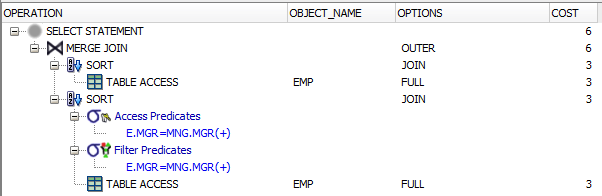 OPERATION OBJECT_NAME OPTIONS COST
SELECT STATEMENT 6
MERGE JOIN OUTER 6
SORT JOIN 3
TABLE ACCESS EMP FULL 3
SORT JOIN 3
Access Predicates
E.MGR=MNG.MGR(+)
Filter Predicates
E.MGR=MNG.MGR(+)
TABLE ACCESS EMP FULL 3